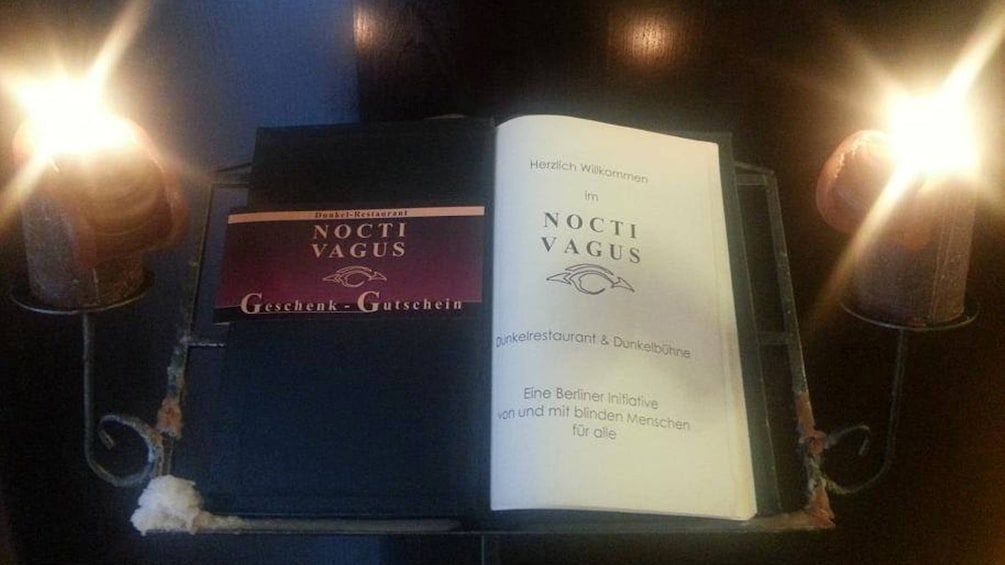 Dunkel-Restaurant
NOCTI
VAGUS
Geschenk - Gutschein
Herzlich Willkommen
im
NOCTI
VAGUS
Dunkelrestaurant & Dunkelbühne
Eine Berliner Initiative
von und mit blinden Menschen
für alle